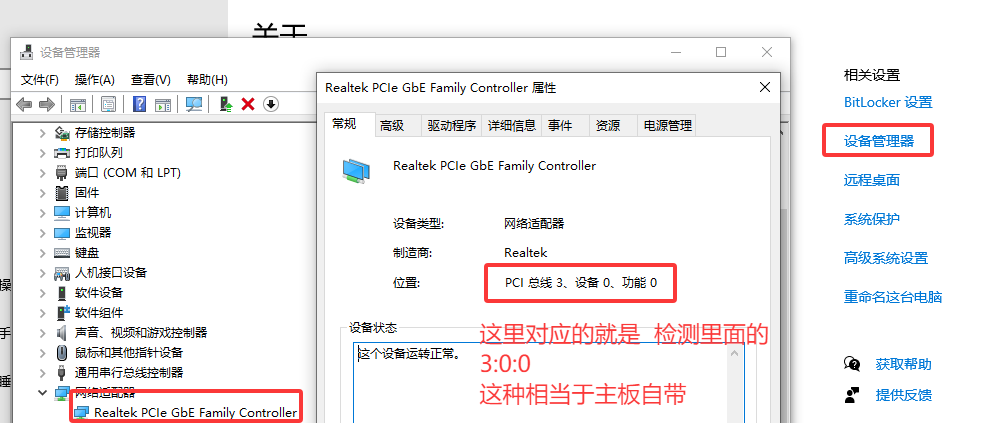 关于
设备管理器
文件(F) 操作(A) 查看(V) 帮助(H)
存储控制器
打印队列
端口 (COM 和 LPT)
固件
计算机
监视器
键盘
人机接口设备
软件设备
软件组件
声音、视频和游戏控制器
鼠标和其他指针设备
通用串行总线控制器
网络适配器
Realtek PCIe GbE Family Controller
Realtek PCIe GbE Family Controller 属性
常规 高级 驱动程序 详细信息 事件 资源 电源管理
Realtek PCIe GbE Family Controller
设备类型: 网络适配器
制造商: Realtek
位置: PCI 总线 3、设备 0、功能 0
设备状态
这个设备运转正常。
这里对应的就是 检测里面的
3:0:0
这种相当于主板自带
相关设置
BitLocker 设置
设备管理器
远程桌面
系统保护
高级系统设置
重命名这台电脑
获取帮助
提供反馈
操
手
睡